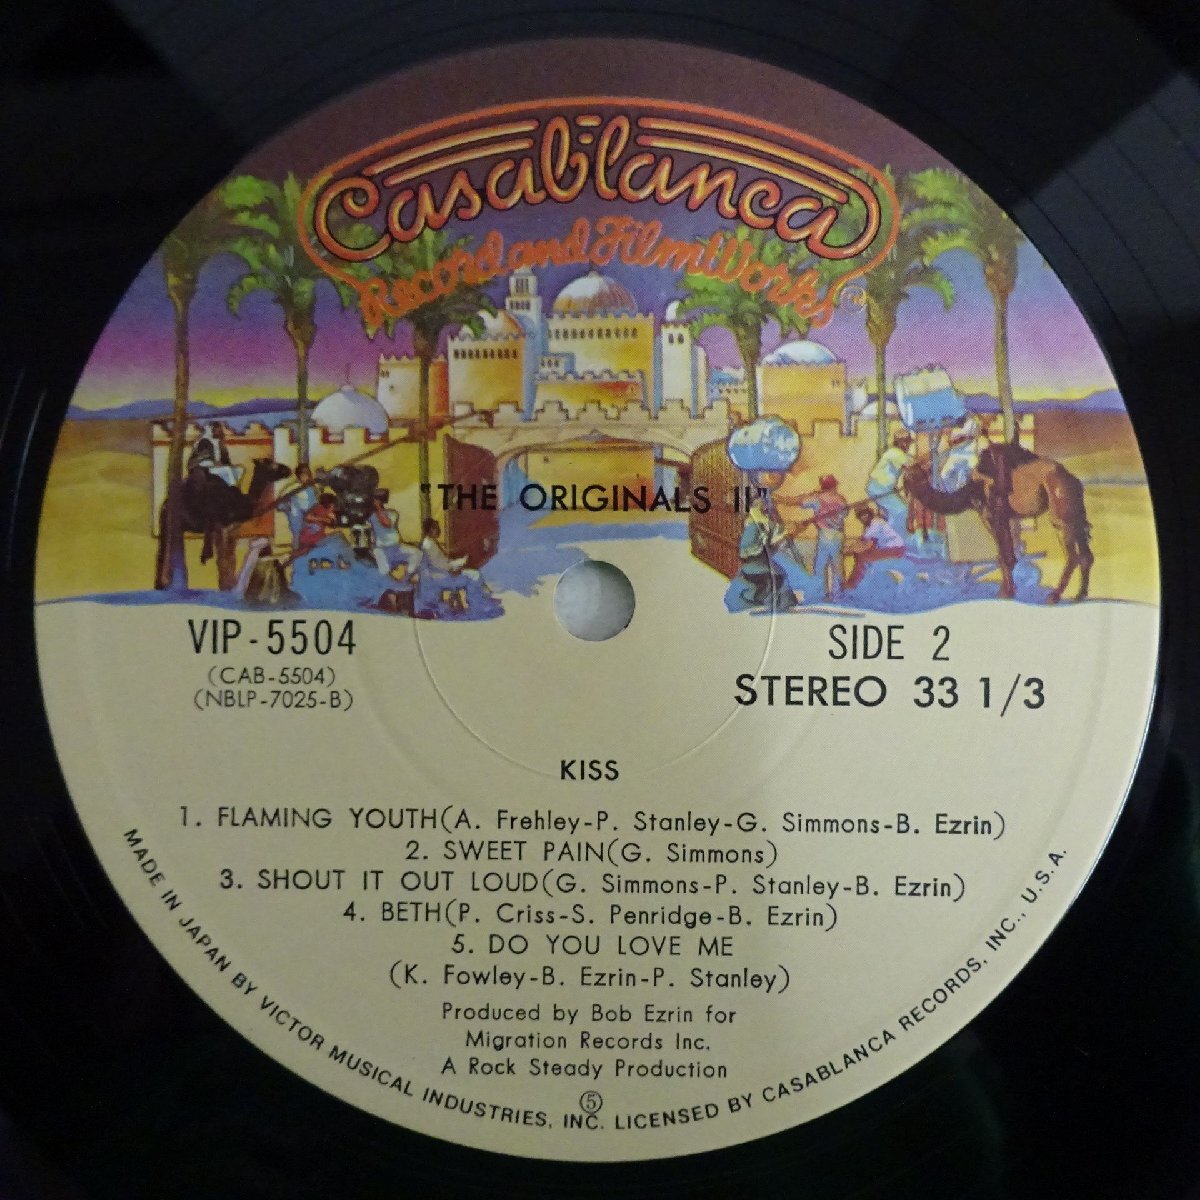 Casablanca
Record and FilmWorks
"THE ORIGINALS II"
VIP-5504
(CAB-5504)
(NBLP-7025-B)
SIDE 2
STEREO 33 1/3
KISS
1. FLAMING YOUTH(A. Frehley-P. Stanley-G. Simmons-B. Ezrin)
2. SWEET PAIN(G. Simmons)
3. SHOUT IT OUT LOUD(G. Simmons-P. Stanley-B. Ezrin)
4. BETH(P. Criss-S. Penridge-B. Ezrin)
5. DO YOU LOVE ME
(K. Fowley-B. Ezrin-P. Stanley)
Produced by Bob Ezrin for
Migration Records Inc.
A Rock Steady Production
⑤
MADE IN JAPAN BY VICTOR MUSICAL INDUSTRIES, INC. LICENSED BY CASABLANCA RECORDS, INC., U.S.A.